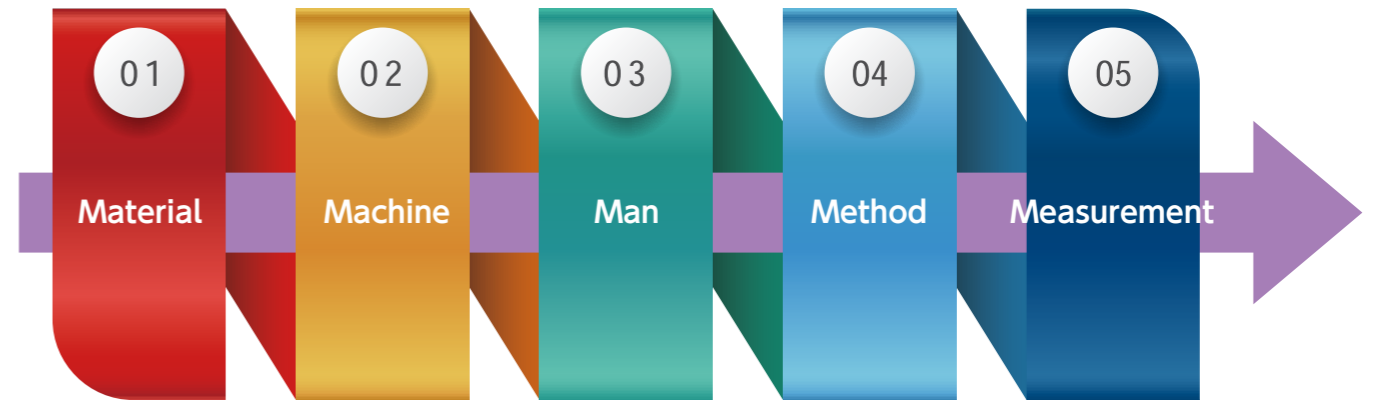 01
Material
02
Machine
03
Man
04
Method
05
Measurement